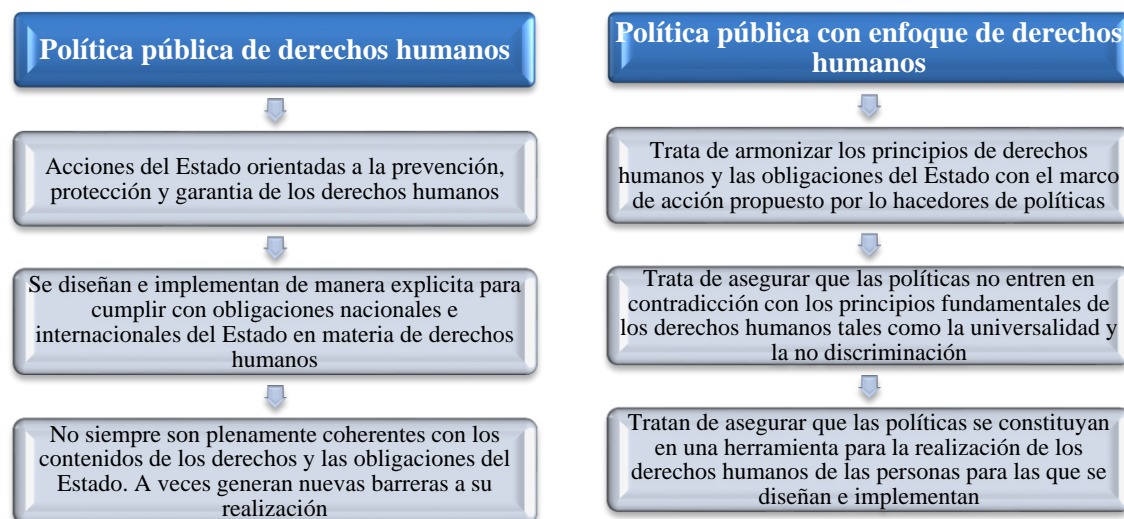 Política pública de derechos humanos
Acciones del Estado orientadas a la prevención,
protección y garantia de los derechos humanos
Se diseñan e implementan de manera explicita para
cumplir con obligaciones nacionales e
internacionales del Estado en materia de derechos
humanos
No siempre son plenamente coherentes con los
contenidos de los derechos y las obligaciones del
Estado. A veces generan nuevas barreras a su
realización
Política pública con enfoque de derechos
humanos
Trata de armonizar los principios de derechos
humanos y las obligaciones del Estado con el marco
de acción propuesto por lo hacedores de políticas
Trata de asegurar que las políticas no entren en
contradicción con los principios fundamentales de
los derechos humanos tales como la universalidad y
la no discriminación
Tratan de asegurar que las políticas se constituyan
en una herramienta para la realización de los
derechos humanos de las personas para las que se
diseñan e implementan